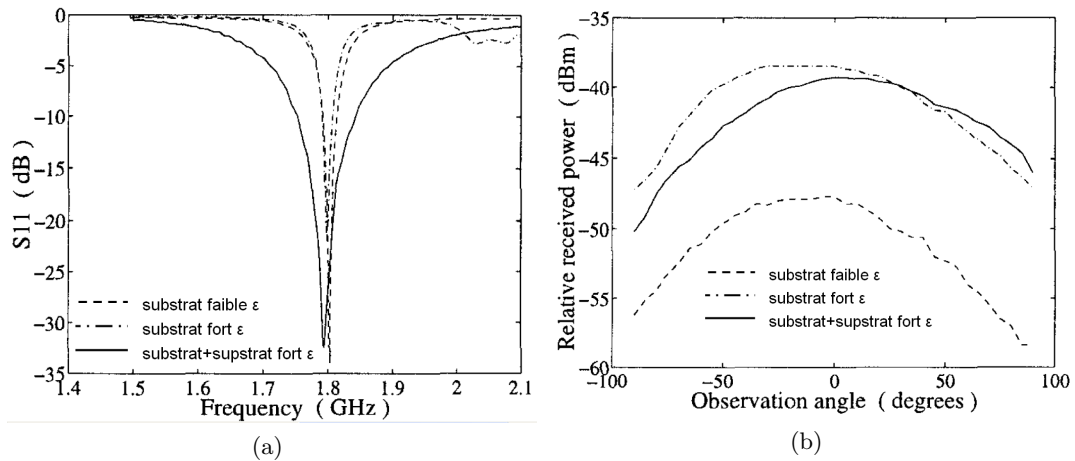 0
−5
−10
−15
−20
−25
−30
−35
S11 ( dB )
substrat faible ε
substrat fort ε
substrat+supstrat fort ε
1.4 1.5 1.6 1.7 1.8 1.9 2 2.1
Frequency ( GHz )
(a)
−35
−40
−45
−50
−55
−60
Relative received power ( dBm )
substrat faible ε
substrat fort ε
substrat+supstrat fort ε
−100 −50 0 50 100
Observation angle ( degrees )
(b)